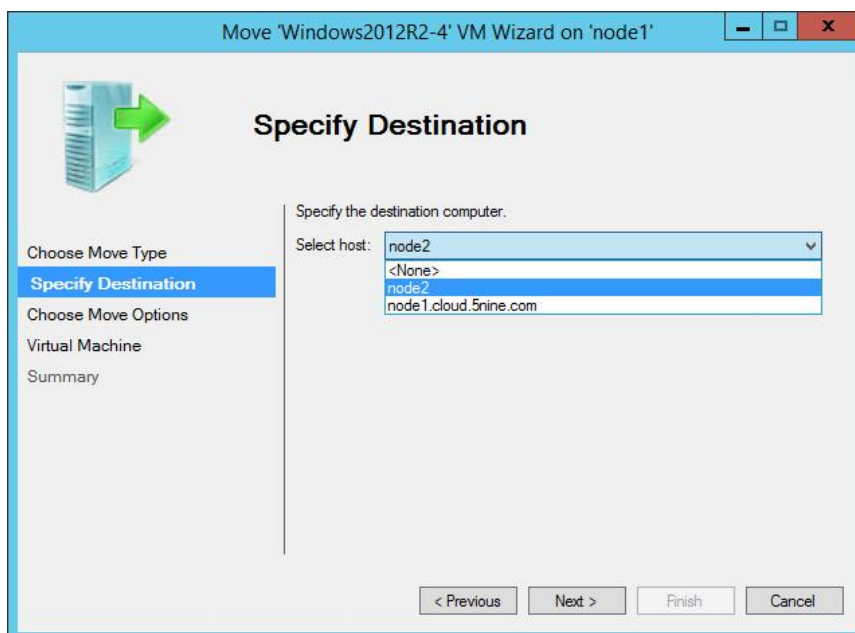 Move 'Windows2012R2-4' VM Wizard on 'node1'
Specify Destination
Choose Move Type
Specify Destination
Choose Move Options
Virtual Machine
Summary
Specify the destination computer.
Select host: node2
<None>
node2
node1.cloud.5nine.com
< Previous Next > Finish Cancel